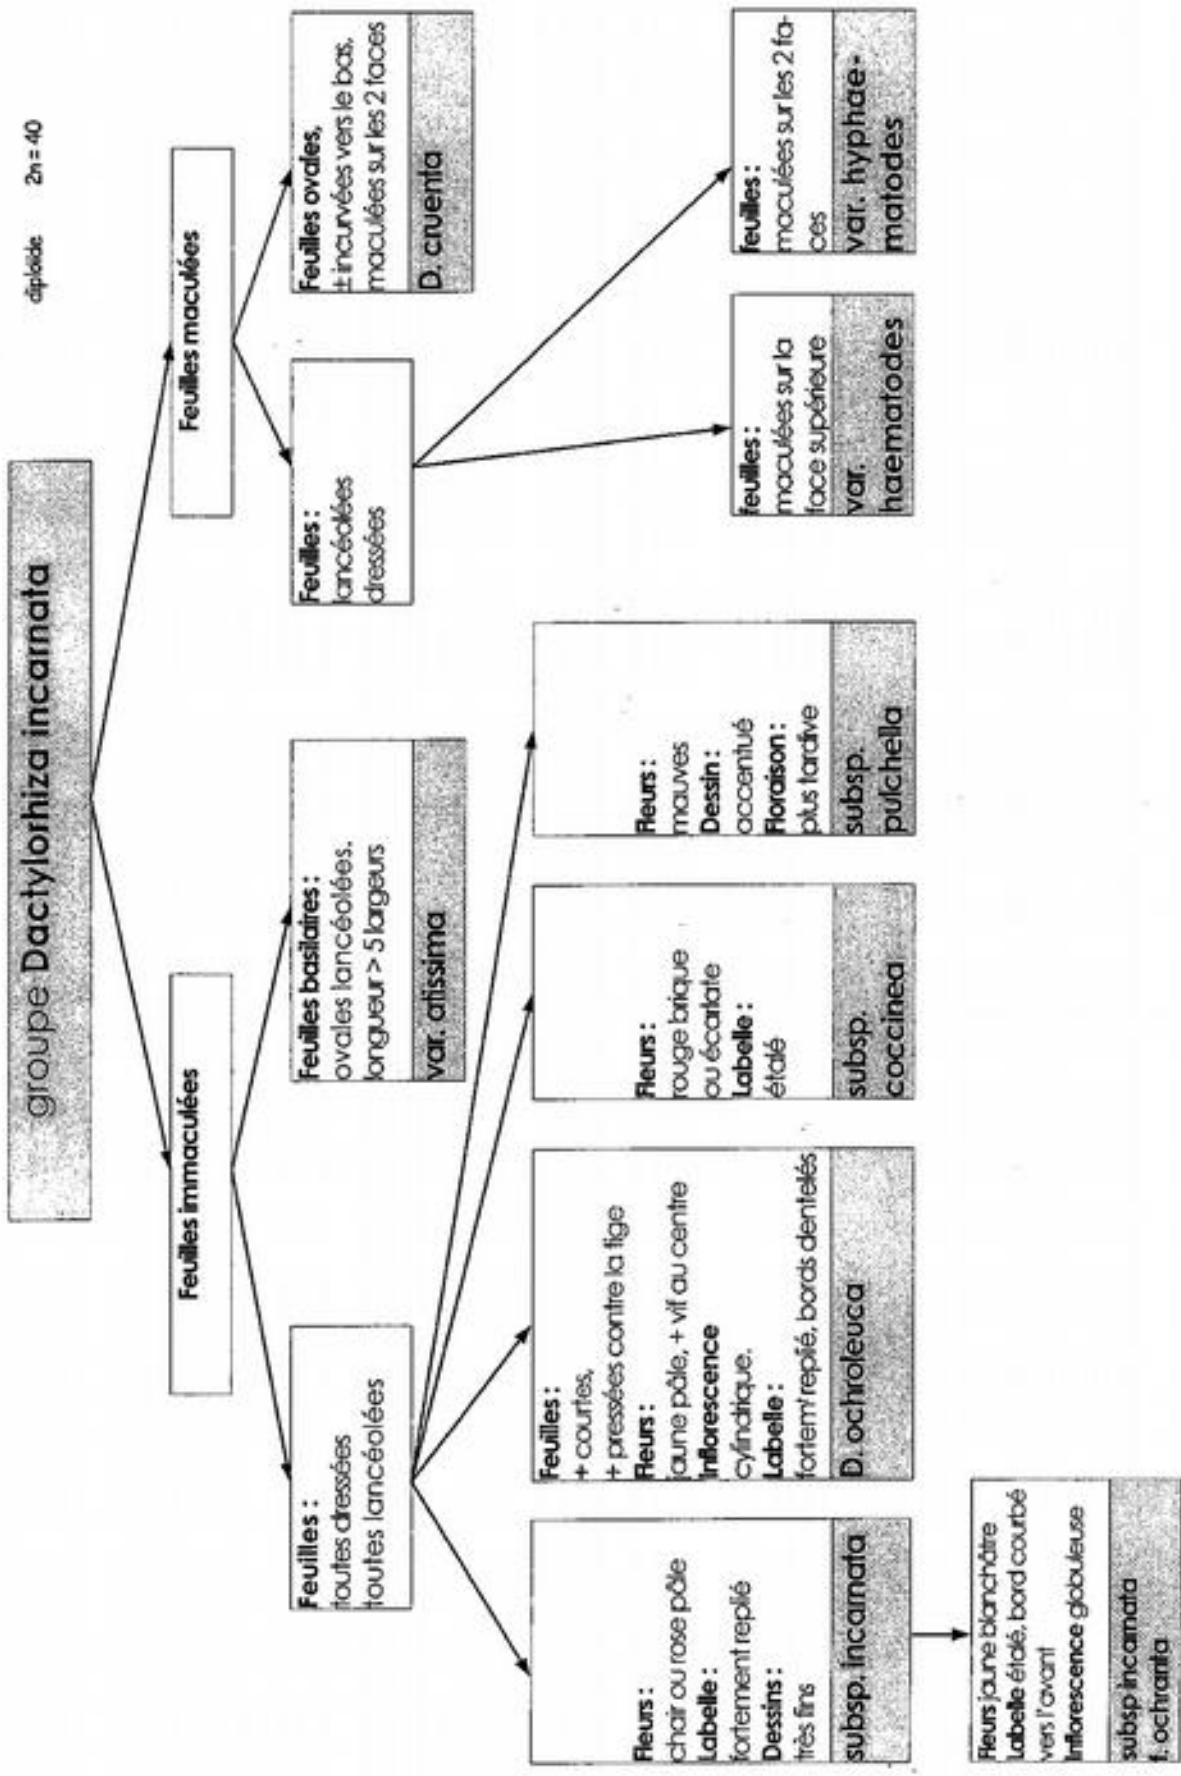 diploïde 2n = 40
groupe Dactylorhiza incarnata
Feuilles immaculées
Feuilles maculées
Feuilles :
toutes dressées
toutes lancéolées
Feuilles basilaires :
ovales lancéolées.
longueur > 5 largeurs
var. altissima
Feuilles :
lancéolées
dressées
Feuilles ovales,
± incurvées vers le bas,
maculées sur les 2 faces
D. cruenta
Fleurs :
chair ou rose pâle
Labelle :
fortement replié
Dessins :
très fins
subsp. incarnata
Feuilles :
+ courtes,
+ pressées contre la tige
Fleurs :
jaune pâle, + vif au centre
Inflorescence
cylindrique.
Labelle :
fortemt replié, bords dentelés
D. ochroleuca
Fleurs :
rouge brique
ou écarlate
Labelle :
étalé
subsp.
coccinea
Fleurs :
mauves
Dessin :
accentué
Floraison :
plus tardive
subsp.
pulchella
feuilles :
maculées sur la
face supérieure
var.
haematodes
feuilles :
maculées sur les 2 fa-
ces
var. hyphae-
matodes
Fleurs jaune blanchâtre
Labelle étalé, bord courbé
vers l'avant
Inflorescence globuleuse
subsp incarnata
f. ochranta